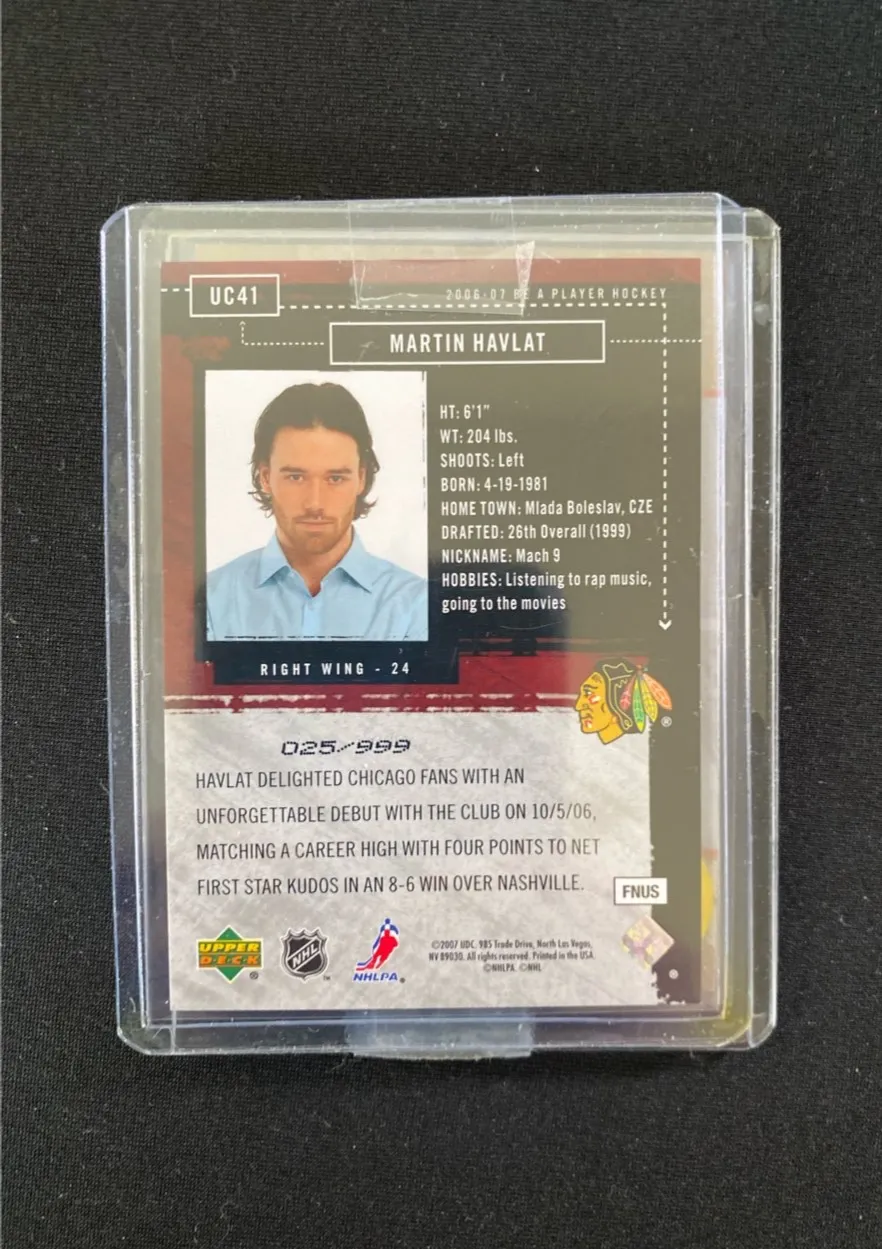 UC41
2006-07 BE A PLAYER HOCKEY
MARTIN HAVLAT
HT: 6'1"
WT: 204 lbs.
SHOOTS: Left
BORN: 4-19-1981
HOME TOWN: Mlada Boleslav, CZE
DRAFTED: 26th Overall (1999)
NICKNAME: Mach 9
HOBBIES: Listening to rap music,
going to the movies
RIGHT WING - 24
®
025/999
HAVLAT DELIGHTED CHICAGO FANS WITH AN
UNFORGETTABLE DEBUT WITH THE CLUB ON 10/5/06,
MATCHING A CAREER HIGH WITH FOUR POINTS TO NET
FIRST STAR KUDOS IN AN 8-6 WIN OVER NASHVILLE.
FNUS
UPPER
DECK
®
NHL
™
NHLPA®
©2007 UDC. 985 Trade Drive, North Las Vegas,
NV 89030. All rights reserved. Printed in the USA.
©NHLPA. ©NHL
®